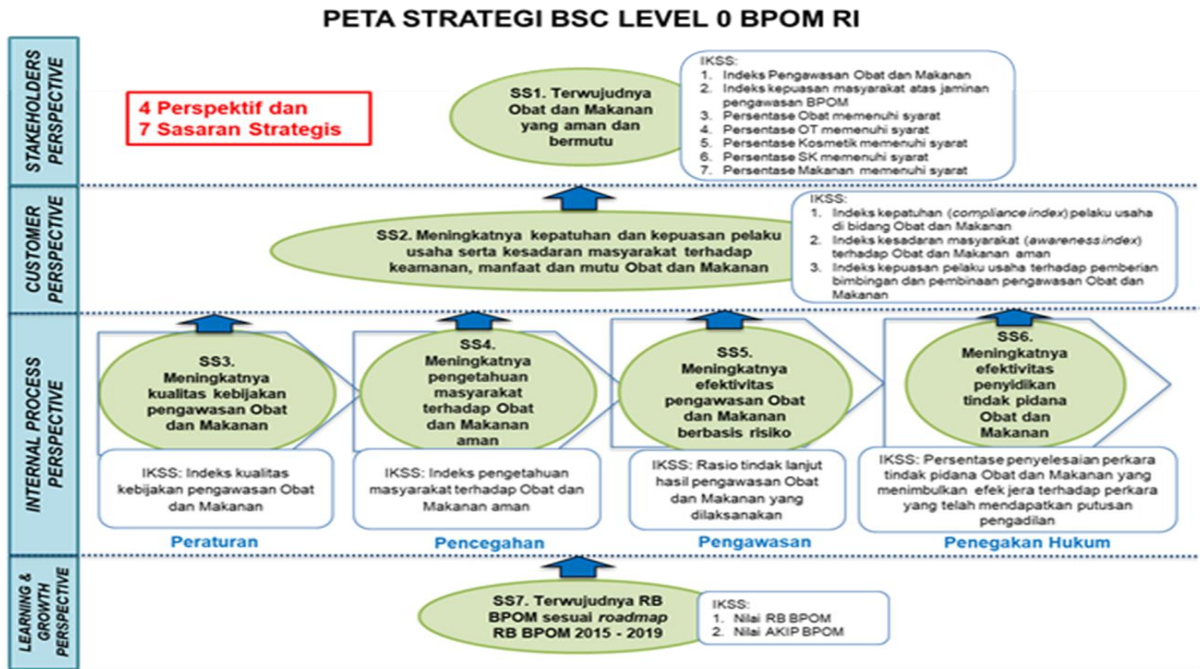 PETA STRATEGI BSC LEVEL 0 BPOM RI
STAKEHOLDERS
PERSPECTIVE
4 Perspektif dan
7 Sasaran Strategis
SS1. Terwujudnya
Obat dan Makanan
yang aman dan
bermutu
IKSS:
1. Indeks Pengawasan Obat dan Makanan
2. Indeks kepuasan masyarakat atas jaminan
pengawasan BPOM
3. Persentase Obat memenuhi syarat
4. Persentase OT memenuhi syarat
5. Persentase Kosmetik memenuhi syarat
6. Persentase SK memenuhi syarat
7. Persentase Makanan memenuhi syarat
CUSTOMER
PERSPECTIVE
SS2. Meningkatnya kepatuhan dan kepuasan pelaku
usaha serta kesadaran masyarakat terhadap
keamanan, manfaat dan mutu Obat dan Makanan
IKSS:
1. Indeks kepatuhan (compliance index) pelaku usaha
di bidang Obat dan Makanan
2. Indeks kesadaran masyarakat (awareness index)
terhadap Obat dan Makanan aman
3. Indeks kepuasan pelaku usaha terhadap pemberian
bimbingan dan pembinaan pengawasan Obat dan
Makanan
INTERNAL PROCESS
PERSPECTIVE
SS3.
Meningkatnya
kualitas kebijakan
pengawasan Obat
dan Makanan
IKSS: Indeks kualitas
kebijakan pengawasan Obat
dan Makanan
Peraturan
SS4.
Meningkatnya
pengetahuan
masyarakat
terhadap Obat
dan Makanan
aman
IKSS: Indeks pengetahuan
masyarakat terhadap Obat dan
Makanan aman
Pencegahan
SS5.
Meningkatnya
efektivitas
pengawasan Obat
dan Makanan
berbasis risiko
IKSS: Rasio tindak lanjut
hasil pengawasan Obat
dan Makanan yang
dilaksanakan
Pengawasan
SS6.
Meningkatnya
efektivitas
penyidikan
tindak pidana
Obat dan
Makanan
IKSS: Persentase penyelesaian perkara
tindak pidana Obat dan Makanan yang
menimbulkan efek jera terhadap perkara
yang telah mendapatkan putusan
pengadilan
Penegakan Hukum
LEARNING &
GROWTH
PERSPECTIVE
SS7. Terwujudnya RB
BPOM sesuai roadmap
RB BPOM 2015 - 2019
IKSS:
1. Nilai RB BPOM
2. Nilai AKIP BPOM